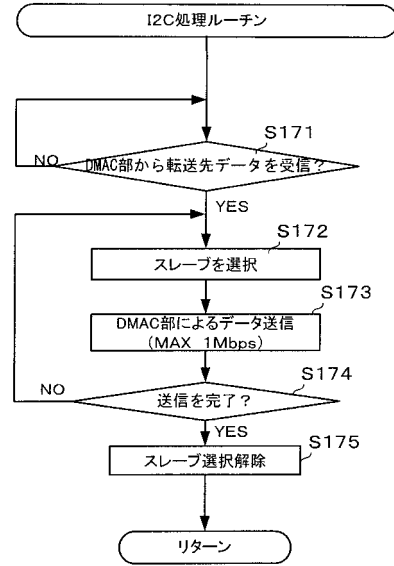 I2C処理ルーチン
S171
DMAC部から転送先データを受信?
NO
YES
S172
スレーブを選択
S173
DMAC部によるデータ送信
(MAX 1Mbps)
S174
NO
送信を完了?
YES
S175
スレーブ選択解除
リターン